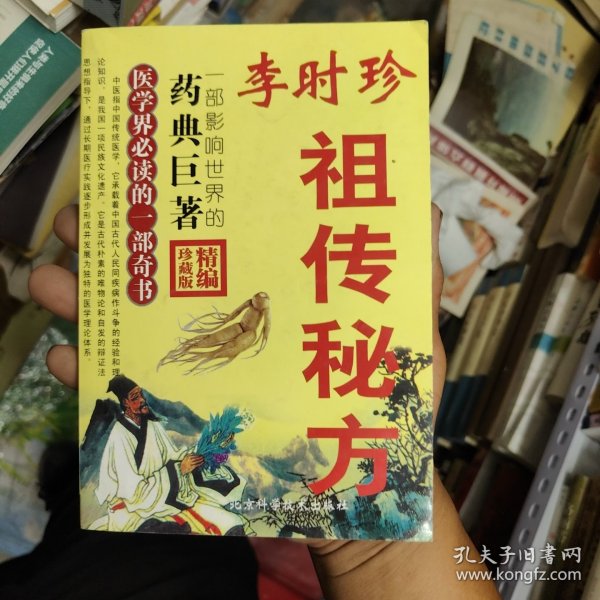 李时珍
祖传秘方
一部影响世界的
药典巨著
精编
珍藏版
医学界必读的一部奇书
中医指中国传统医学，它承载着中国古代人民同疾病作斗争的经验和理
论知识，是我国一项民族文化遗产。它是古代朴素的唯物论和自发的辩证法
思想指导下，通过长期医疗实践逐步形成并发展为独特的医学理论体系。
北京科学技术出版社
孔夫子旧书网
www.kongfz.com